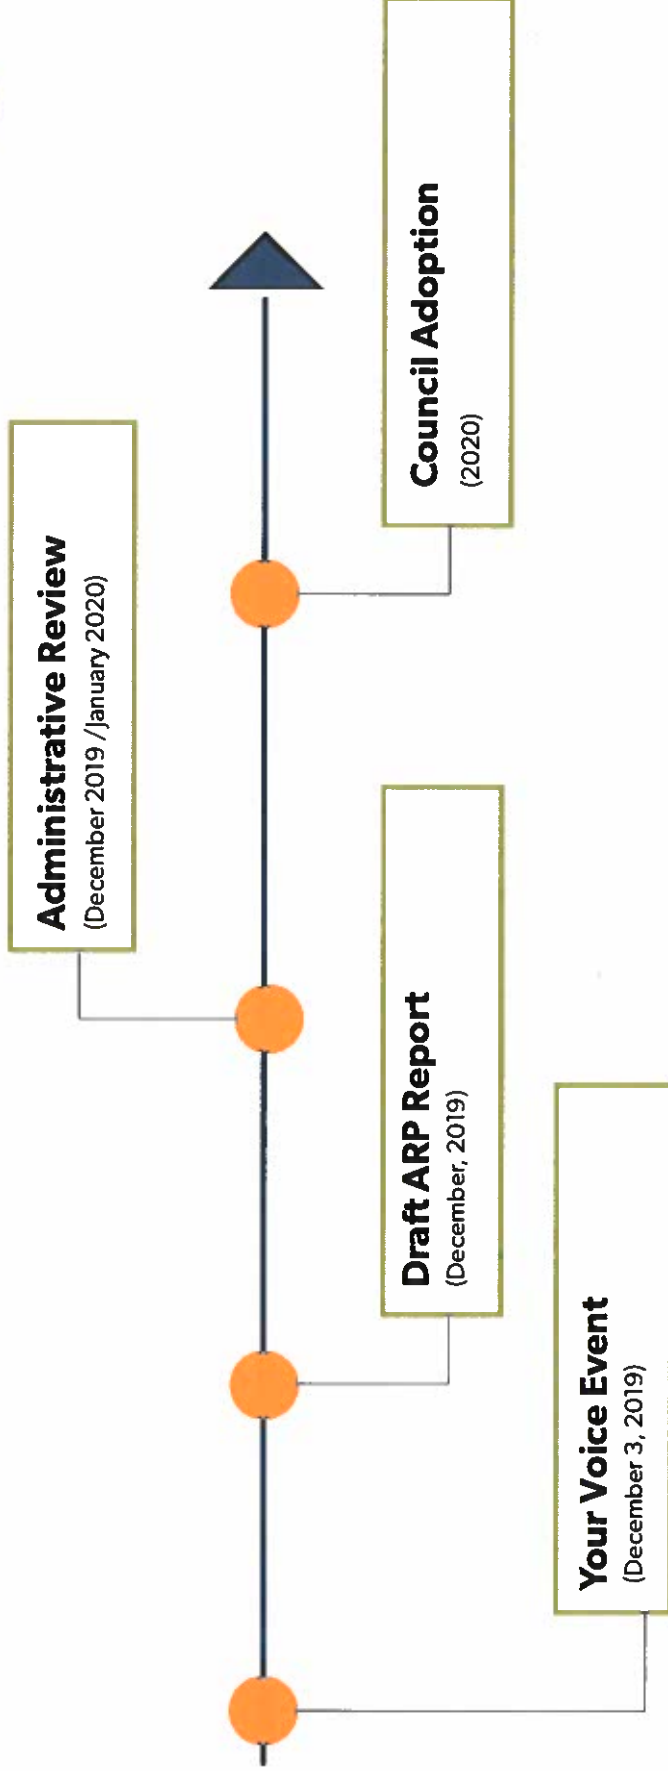 Your Voice Event
(December 3, 2019)
Draft ARP Report
(December, 2019)
Administrative Review
(December 2019 /January 2020)
Council Adoption
(2020)